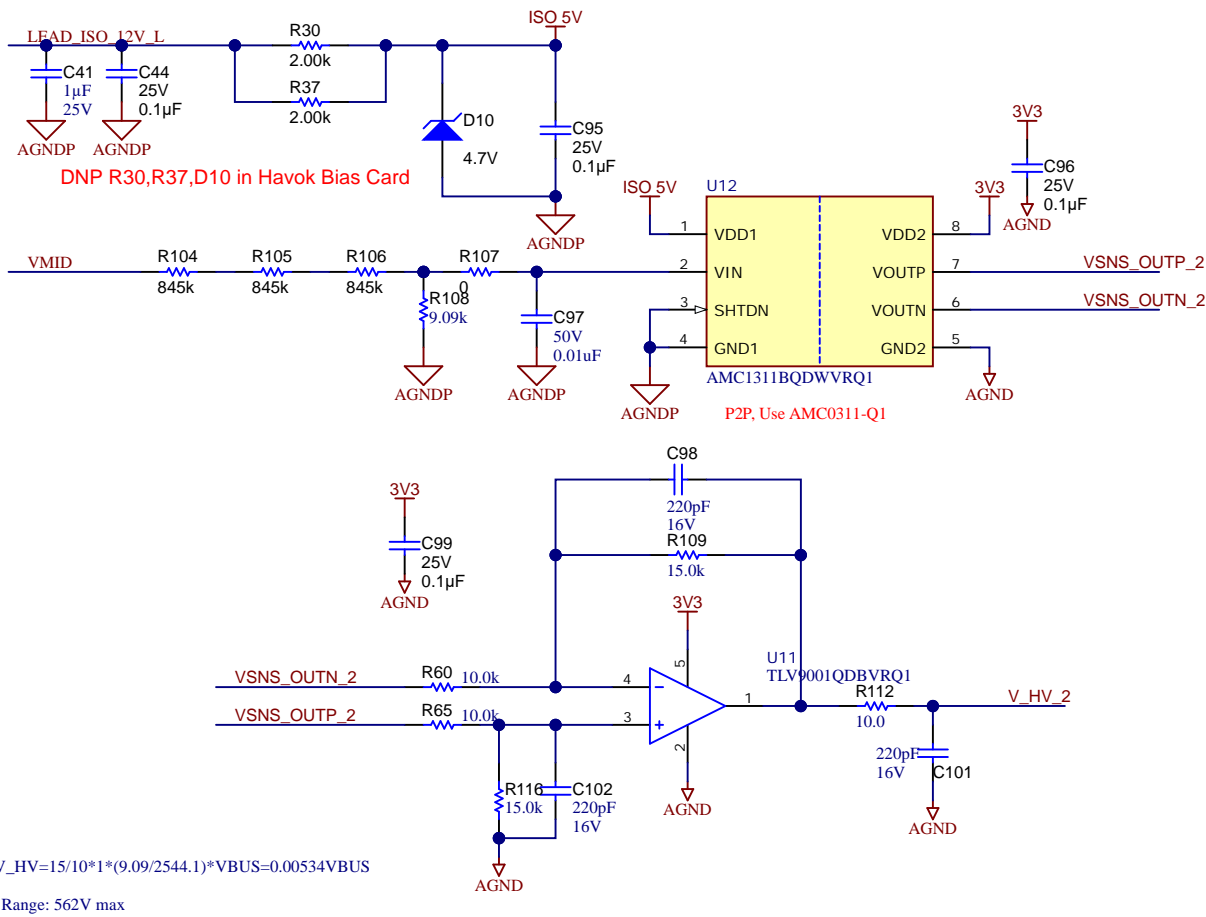 ISO 5V
LEAD_ISO_12V_L
R30
2.00k
C41
1µF
25V
C44
25V
0.1µF
R37
2.00k
D10
4.7V
C95
25V
0.1µF
AGNDP
AGNDP
DNP R30,R37,D10 in Havok Bias Card
AGNDP
3V3
C96
25V
0.1µF
AGND
ISO 5V
U12
3V3
1
VDD1
VDD2
8
VMID
R104
845k
R105
845k
R106
845k
R107
0
2
VIN
VOUTP
7
VSNS_OUTP_2
R108
9.09k
C97
50V
0.01uF
3
SHTDN
VOUTN
6
VSNS_OUTN_2
4
GND1
GND2
5
AMC1311BQDWVRQ1
AGNDP
AGNDP
AGNDP
AGND
P2P, Use AMC0311-Q1
C98
220pF
16V
3V3
C99
25V
0.1µF
AGND
R109
15.0k
3V3
5
U11
TLV9001QDBVRQ1
VSNS_OUTN_2
R60
10.0k
4
1
R112
10.0
V_HV_2
VSNS_OUTP_2
R65
10.0k
3
2
220pF
16V
C101
R116
15.0k
C102
220pF
16V
AGND
AGND
AGND
V_HV=15/10*1*(9.09/2544.1)*VBUS=0.00534VBUS
Range: 562V max